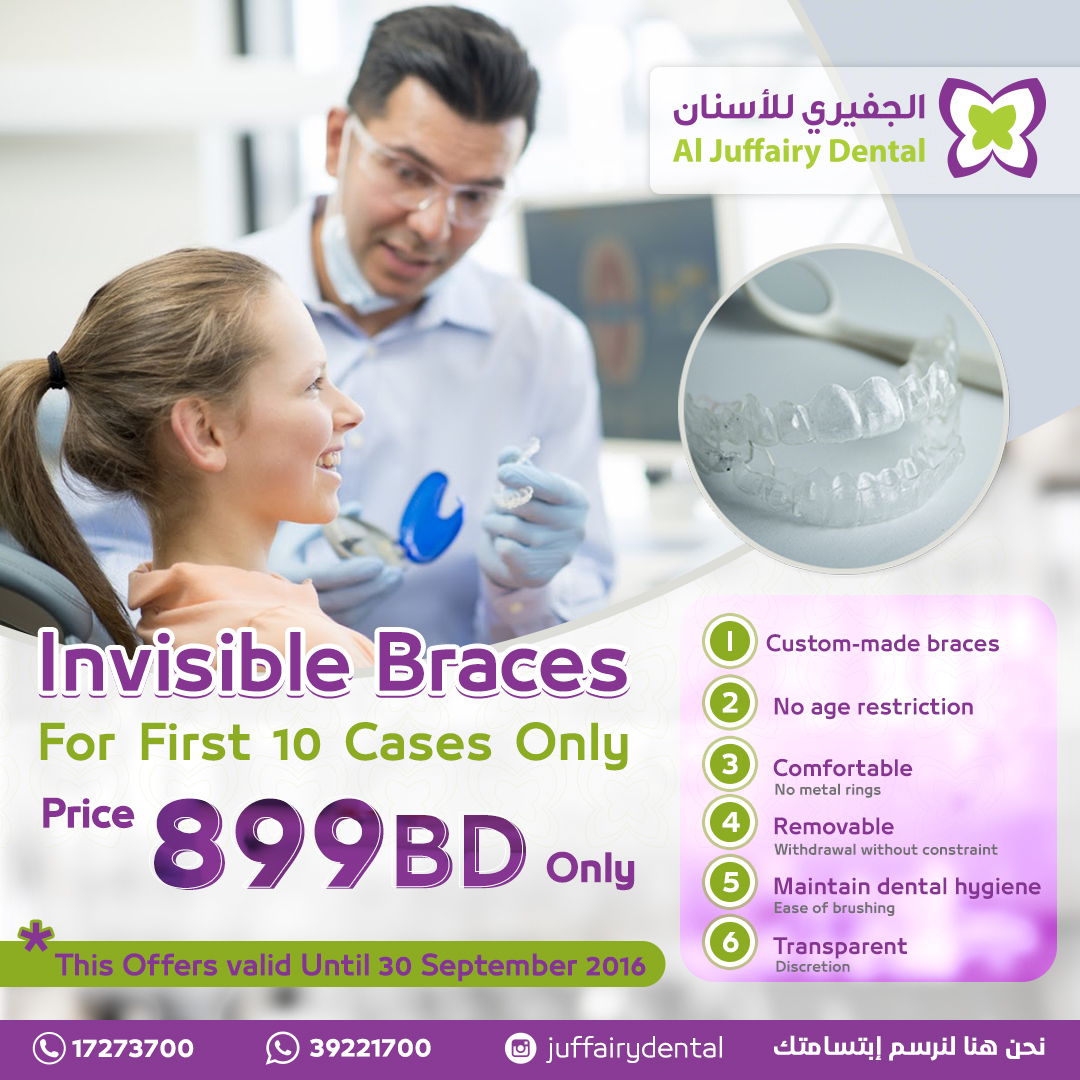 الجفيري للأسنان
Al Juffairy Dental
Invisible Braces
For First 10 Cases Only
Price 899BD Only
* This Offers valid Until 30 September 2016
1 Custom-made braces
2 No age restriction
3 Comfortable
No metal rings
4 Removable
Withdrawal without constraint
5 Maintain dental hygiene
Ease of brushing
6 Transparent
Discretion
17273700
39221700
juffairydental
نحن هنا لنرسم إبتسامتك